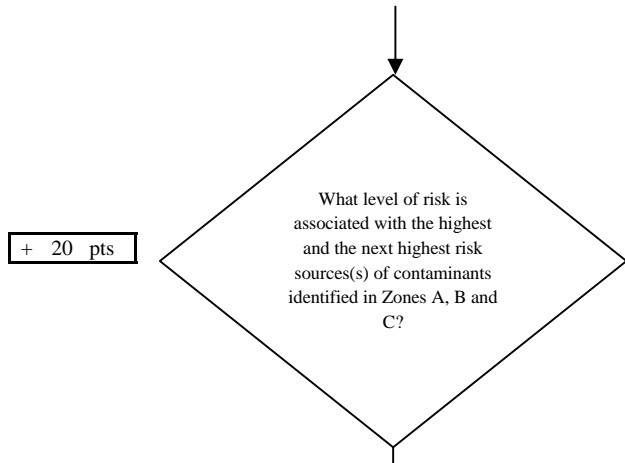 What level of risk is
associated with the highest
+ 20 pts
and the next highest risk
sources(s) of contaminants
identified in Zones A, B and
C?